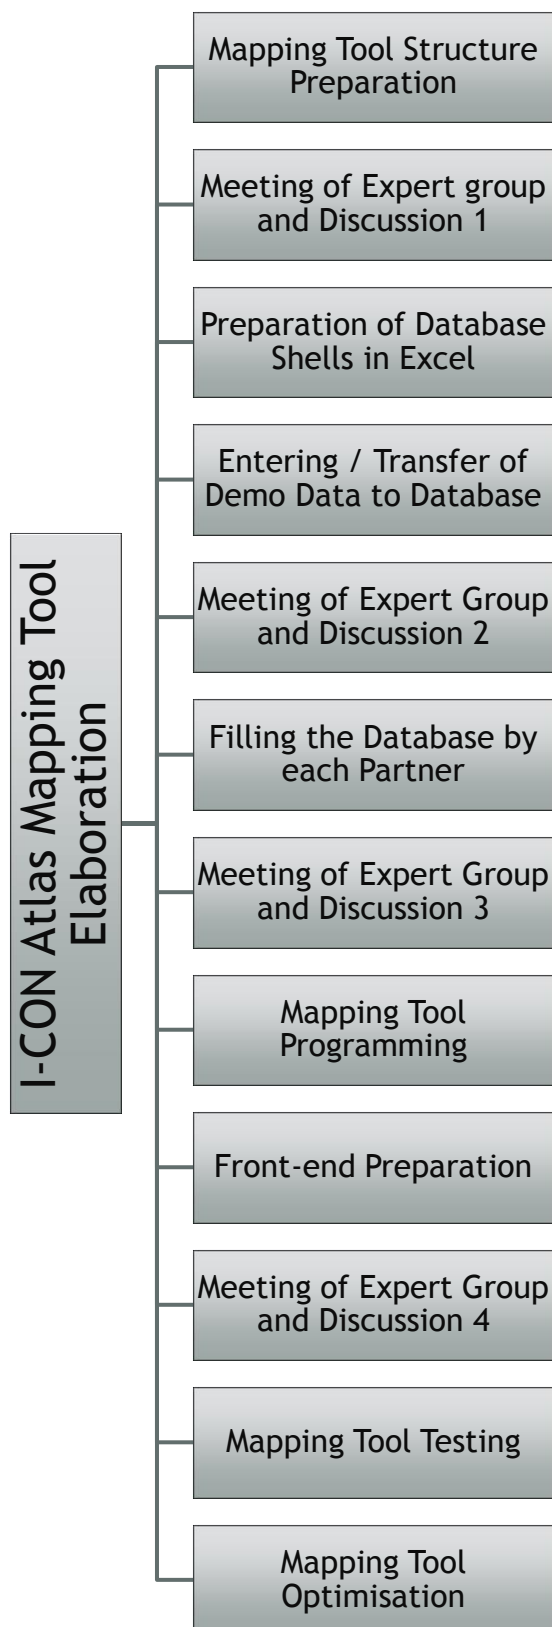 I-CON Atlas Mapping Tool
Elaboration
Mapping Tool Structure
Preparation
Meeting of Expert group
and Discussion 1
Preparation of Database
Shells in Excel
Entering / Transfer of
Demo Data to Database
Meeting of Expert Group
and Discussion 2
Filling the Database by
each Partner
Meeting of Expert Group
and Discussion 3
Mapping Tool
Programming
Front-end Preparation
Meeting of Expert Group
and Discussion 4
Mapping Tool Testing
Mapping Tool
Optimisation